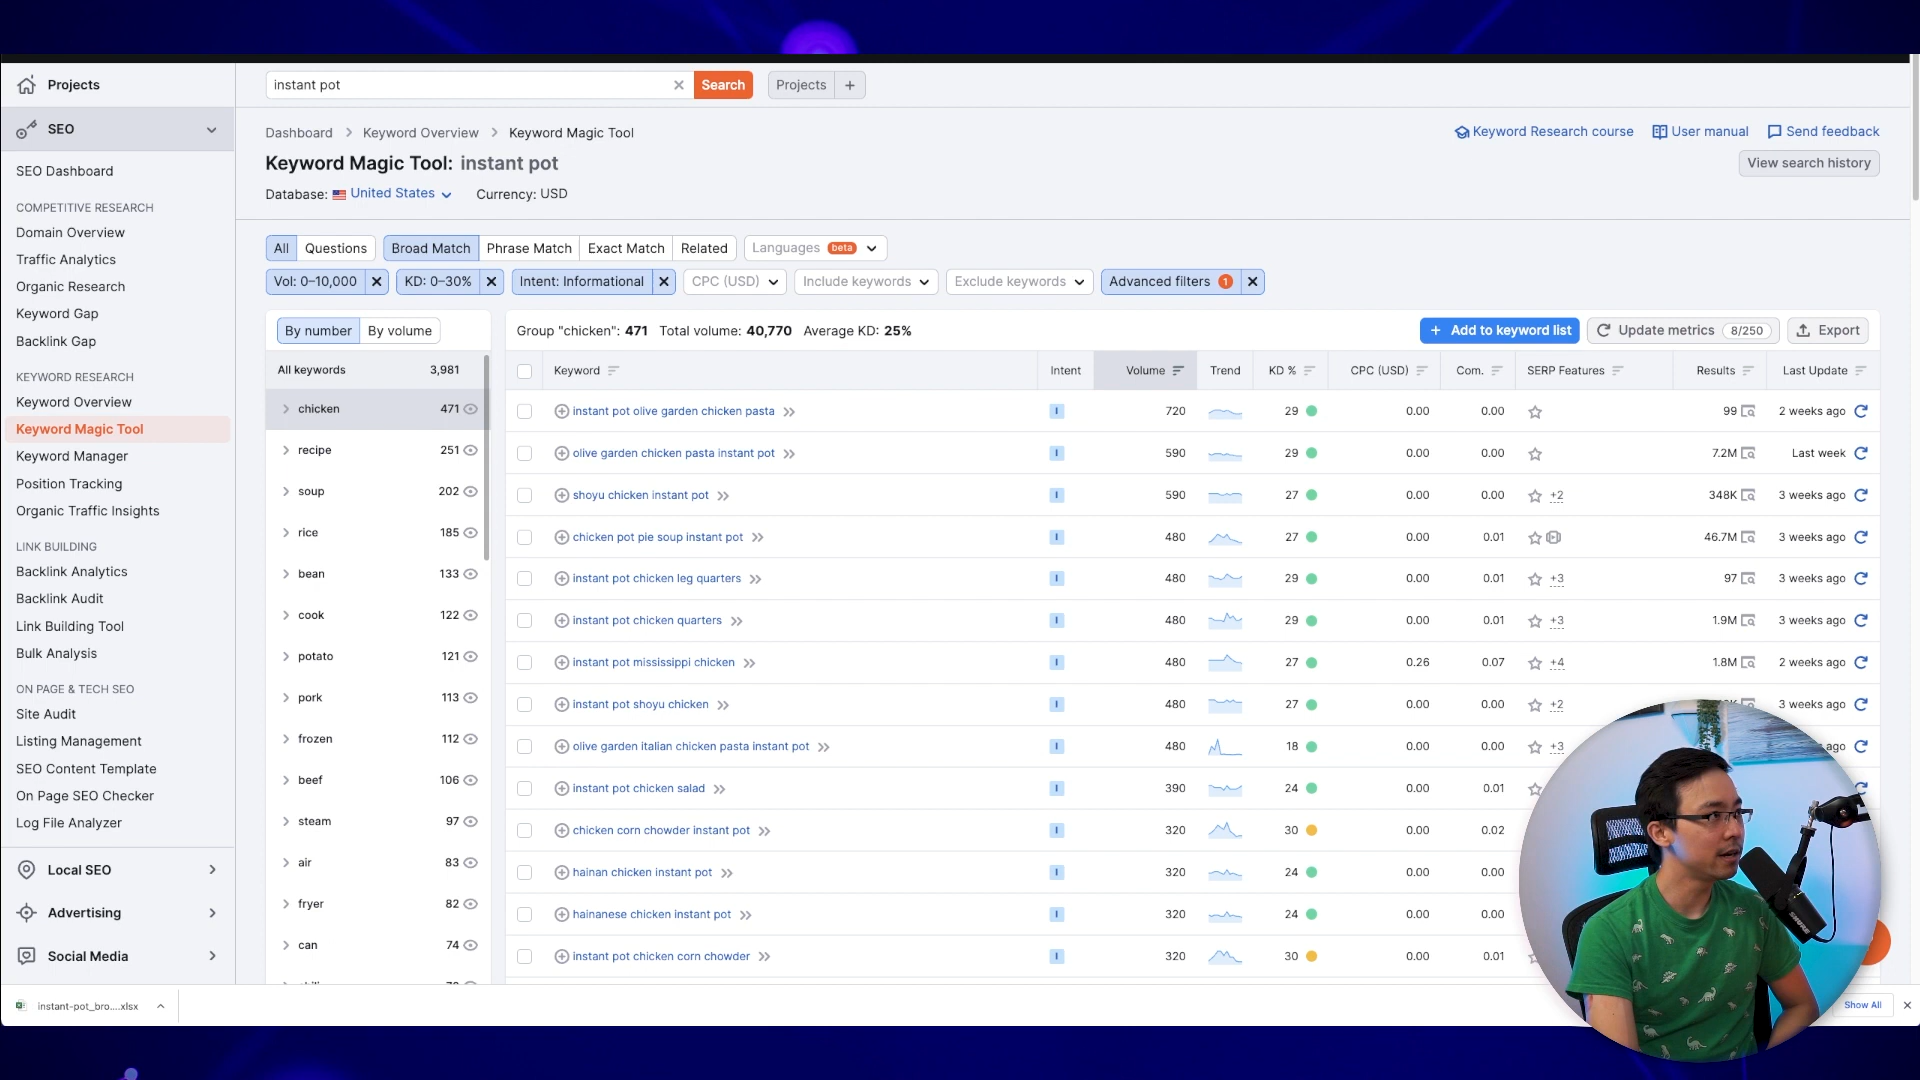 Projects
SEO
SEO Dashboard
COMPETITIVE RESEARCH
Domain Overview
Traffic Analytics
Organic Research
Keyword Gap
Backlink Gap
KEYWORD RESEARCH
Keyword Overview
Keyword Magic Tool
Keyword Manager
Position Tracking
Organic Traffic Insights
LINK BUILDING
Backlink Analytics
Backlink Audit
Link Building Tool
Bulk Analysis
ON PAGE & TECH SEO
Site Audit
Listing Management
SEO Content Template
On Page SEO Checker
Log File Analyzer
Local SEO
Advertising
Social Media
instant pot Search Projects +
Dashboard Keyword Overview Keyword Magic Tool
Keyword Research course User manual Send feedback
Keyword Magic Tool: instant pot
View search history
Database: United States Currency: USD
All Questions Broad Match Phrase Match Exact Match Related Languages beta
Vol: 0–10,000 KD: 0–30% Intent: Informational CPC (USD) Include keywords Exclude keywords Advanced filters 1
By number By volume
All keywords 3,981
chicken 471
recipe 251
soup 202
rice 185
bean 133
cook 122
potato 121
pork 113
frozen 112
beef 106
steam 97
air 83
fryer 82
can 74
Group "chicken": 471 Total volume: 40,770 Average KD: 25%
+ Add to keyword list Update metrics 8/250 Export
Keyword Intent Volume Trend KD % CPC (USD) Com. SERP Features Results Last Update
instant pot olive garden chicken pasta I 720 29 0.00 0.00 99 2 weeks ago
olive garden chicken pasta instant pot I 590 29 0.00 0.00 7.2M Last week
shoyu chicken instant pot I 590 27 0.00 0.00 +2 348K 3 weeks ago
chicken pot pie soup instant pot I 480 27 0.00 0.01 46.7M 3 weeks ago
instant pot chicken leg quarters I 480 29 0.00 0.01 +3 97 3 weeks ago
instant pot chicken quarters I 480 29 0.00 0.01 +3 1.9M 3 weeks ago
instant pot mississippi chicken I 480 27 0.26 0.07 +4 1.8M 2 weeks ago
instant pot shoyu chicken I 480 27 0.00 0.00 +2 3 weeks ago
olive garden italian chicken pasta instant pot I 480 18 0.00 0.00 +3 ago
instant pot chicken salad I 390 24 0.00 0.01
chicken corn chowder instant pot I 320 30 0.00 0.02
hainan chicken instant pot I 320 24 0.00 0.00
hainanese chicken instant pot I 320 24 0.00 0.00
instant pot chicken corn chowder I 320 30 0.00 0.01
instant-pot_bro....xlsx
Show All
SHURE